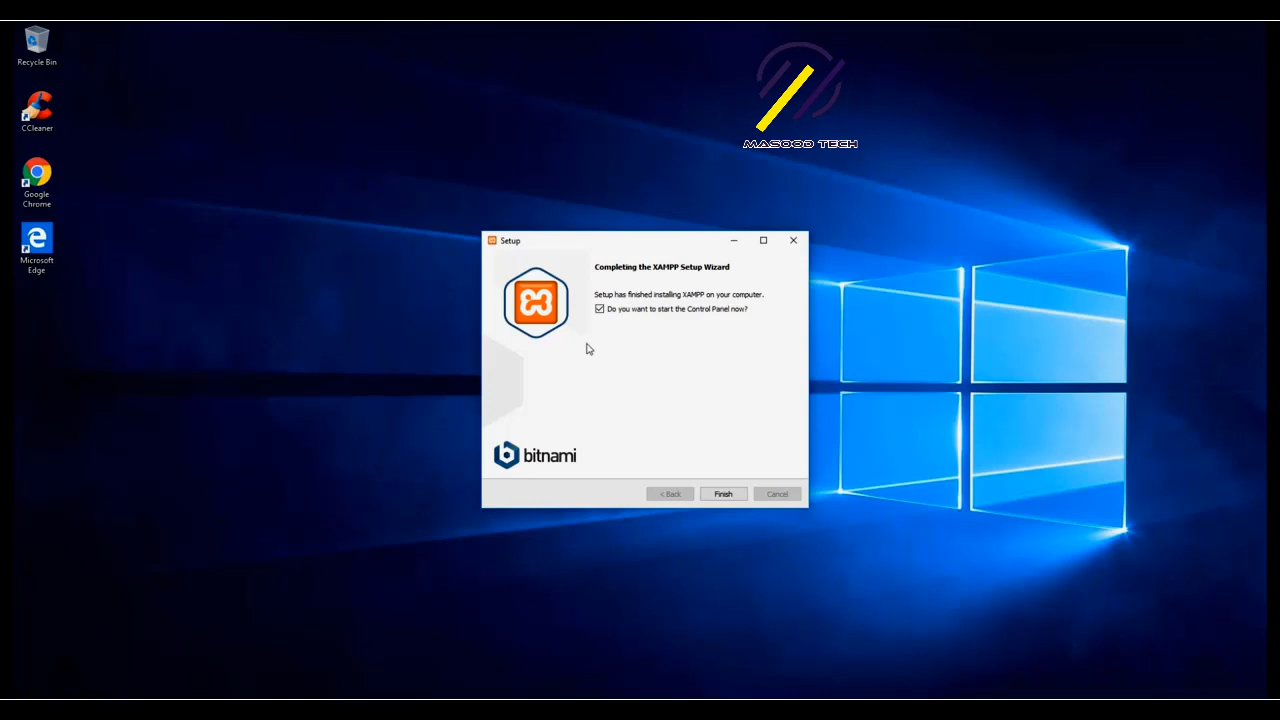 Recycle Bin
CCleaner
Google
Chrome
Microsoft
Edge
MASOOD TECH
Setup
Completing the XAMPP Setup Wizard
Setup has finished installing XAMPP on your computer.
Do you want to start the Control Panel now?
bitnami
< Back
Finish
Cancel